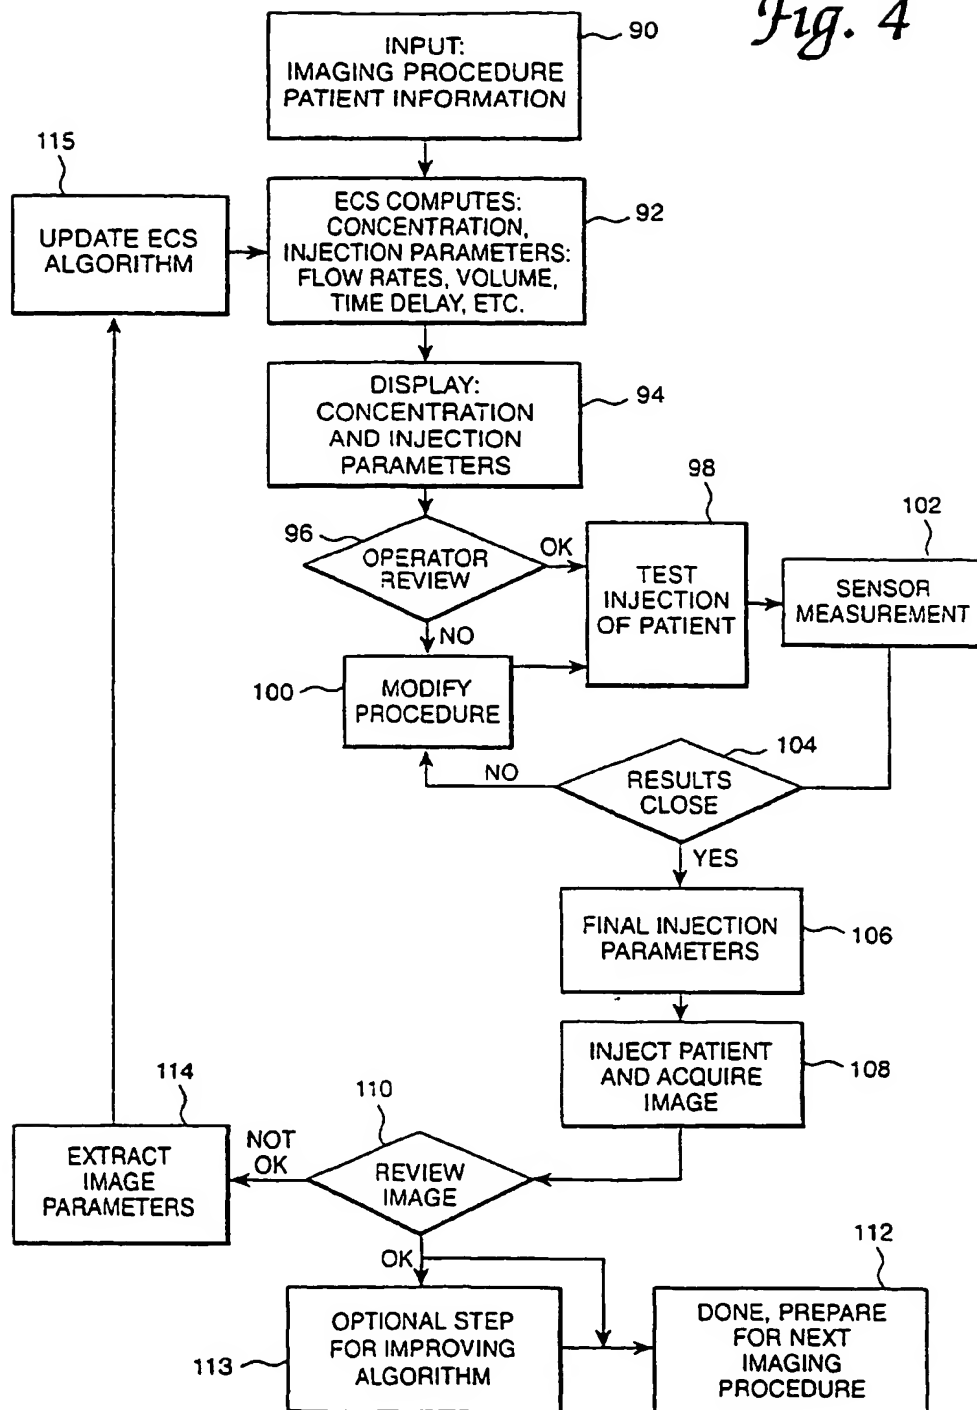 Fig. 4
INPUT:
IMAGING PROCEDURE
PATIENT INFORMATION
90
115
UPDATE ECS
ALGORITHM
ECS COMPUTES:
CONCENTRATION,
INJECTION PARAMETERS:
FLOW RATES, VOLUME,
TIME DELAY, ETC.
92
DISPLAY:
CONCENTRATION
AND INJECTION
PARAMETERS
94
96
OPERATOR
REVIEW
OK
NO
98
TEST
INJECTION
OF PATIENT
102
SENSOR
MEASUREMENT
100
MODIFY
PROCEDURE
104
RESULTS
CLOSE
NO
YES
FINAL INJECTION
PARAMETERS
106
INJECT PATIENT
AND ACQUIRE
IMAGE
108
110
REVIEW
IMAGE
NOT
OK
114
EXTRACT
IMAGE
PARAMETERS
OK
113
OPTIONAL STEP
FOR IMPROVING
ALGORITHM
112
DONE, PREPARE
FOR NEXT
IMAGING
PROCEDURE